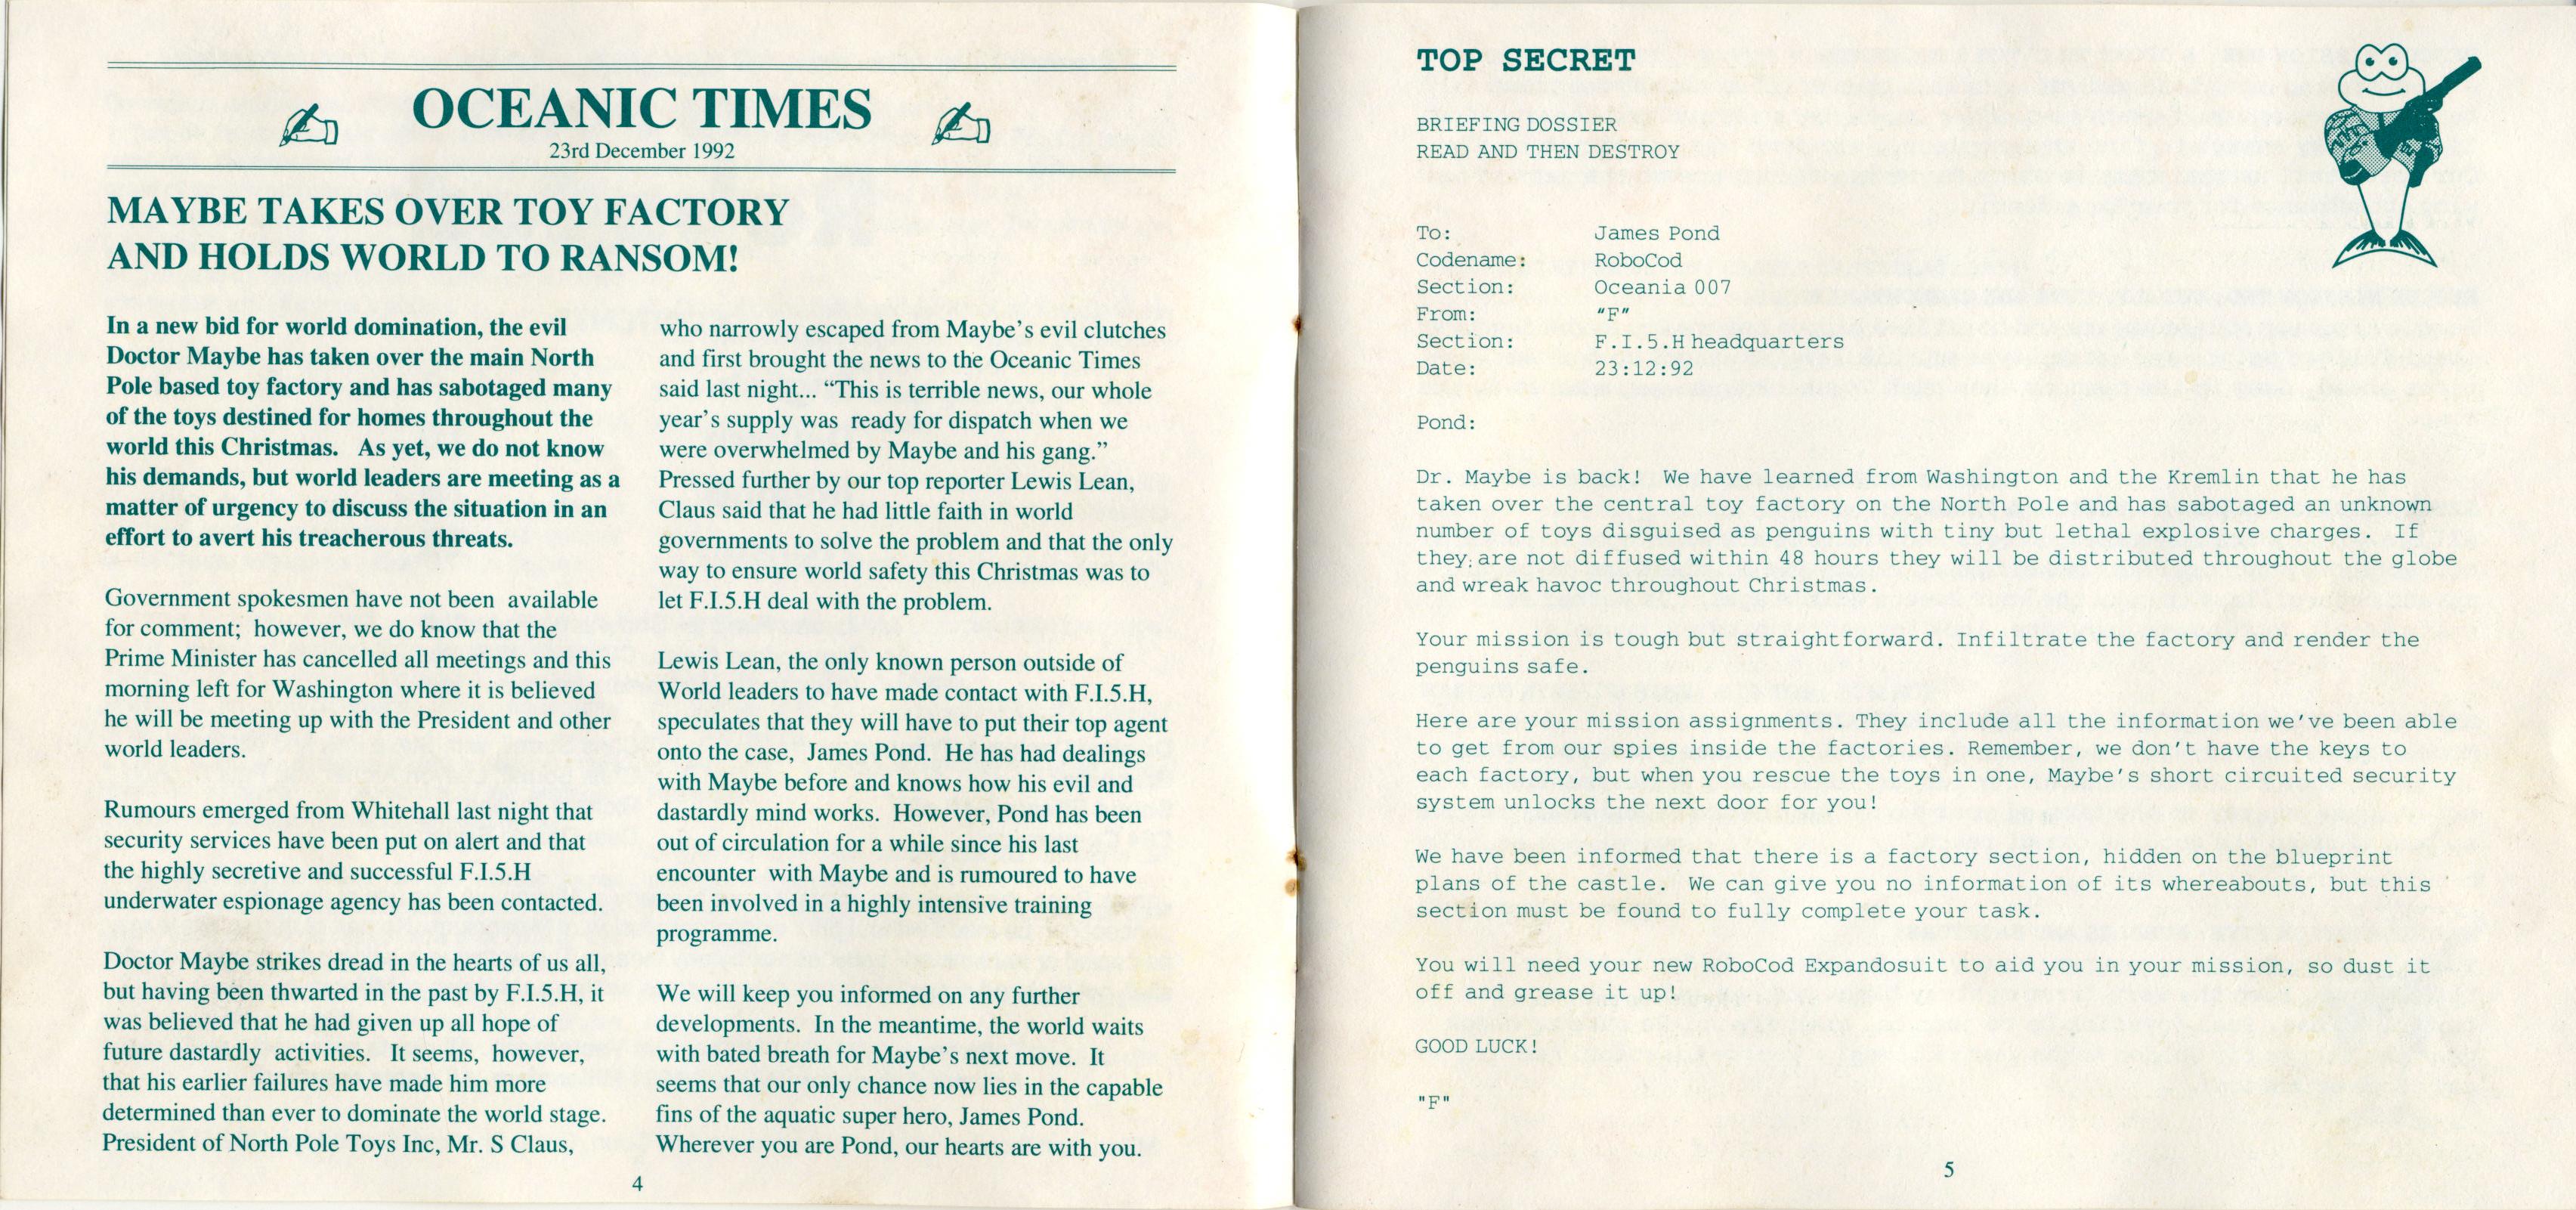 OCEANIC TIMES
23rd December 1992
MAYBE TAKES OVER TOY FACTORY
AND HOLDS WORLD TO RANSOM!
In a new bid for world domination, the evil
Doctor Maybe has taken over the main North
Pole based toy factory and has sabotaged many
of the toys destined for homes throughout the
world this Christmas. As yet, we do not know
his demands, but world leaders are meeting as a
matter of urgency to discuss the situation in an
effort to avert his treacherous threats.
Government spokesmen have not been available
for comment; however, we do know that the
Prime Minister has cancelled all meetings and this
morning left for Washington where it is believed
he will be meeting up with the President and other
world leaders.
Rumours emerged from Whitehall last night that
security services have been put on alert and that
the highly secretive and successful F.I.5.H
underwater espionage agency has been contacted.
Doctor Maybe strikes dread in the hearts of us all,
but having been thwarted in the past by F.I.5.H, it
was believed that he had given up all hope of
future dastardly activities. It seems, however,
that his earlier failures have made him more
determined than ever to dominate the world stage.
President of North Pole Toys Inc, Mr. S Claus,
who narrowly escaped from Maybe's evil clutches
and first brought the news to the Oceanic Times
said last night... "This is terrible news, our whole
year's supply was ready for dispatch when we
were overwhelmed by Maybe and his gang."
Pressed further by our top reporter Lewis Lean,
Claus said that he had little faith in world
governments to solve the problem and that the only
way to ensure world safety this Christmas was to
let F.I.5.H deal with the problem.
Lewis Lean, the only known person outside of
World leaders to have made contact with F.I.5.H,
speculates that they will have to put their top agent
onto the case, James Pond. He has had dealings
with Maybe before and knows how his evil and
dastardly mind works. However, Pond has been
out of circulation for a while since his last
encounter with Maybe and is rumoured to have
been involved in a highly intensive training
programme.
We will keep you informed on any further
developments. In the meantime, the world waits
with bated breath for Maybe's next move. It
seems that our only chance now lies in the capable
fins of the aquatic super hero, James Pond.
Wherever you are Pond, our hearts are with you.
4
TOP SECRET
BRIEFING DOSSIER
READ AND THEN DESTROY
To: James Pond
Codename: RoboCod
Section: Oceania 007
From: "F"
Section: F.I.5.H headquarters
Date: 23:12:92
Pond:
Dr. Maybe is back! We have learned from Washington and the Kremlin that he has
taken over the central toy factory on the North Pole and has sabotaged an unknown
number of toys disguised as penguins with tiny but lethal explosive charges. If
they are not diffused within 48 hours they will be distributed throughout the globe
and wreak havoc throughout Christmas.
Your mission is tough but straightforward. Infiltrate the factory and render the
penguins safe.
Here are your mission assignments. They include all the information we've been able
to get from our spies inside the factories. Remember, we don't have the keys to
each factory, but when you rescue the toys in one, Maybe's short circuited security
system unlocks the next door for you!
We have been informed that there is a factory section, hidden on the blueprint
plans of the castle. We can give you no information of its whereabouts, but this
section must be found to fully complete your task.
You will need your new RoboCod Expandosuit to aid you in your mission, so dust it
off and grease it up!
GOOD LUCK!
"F"
5